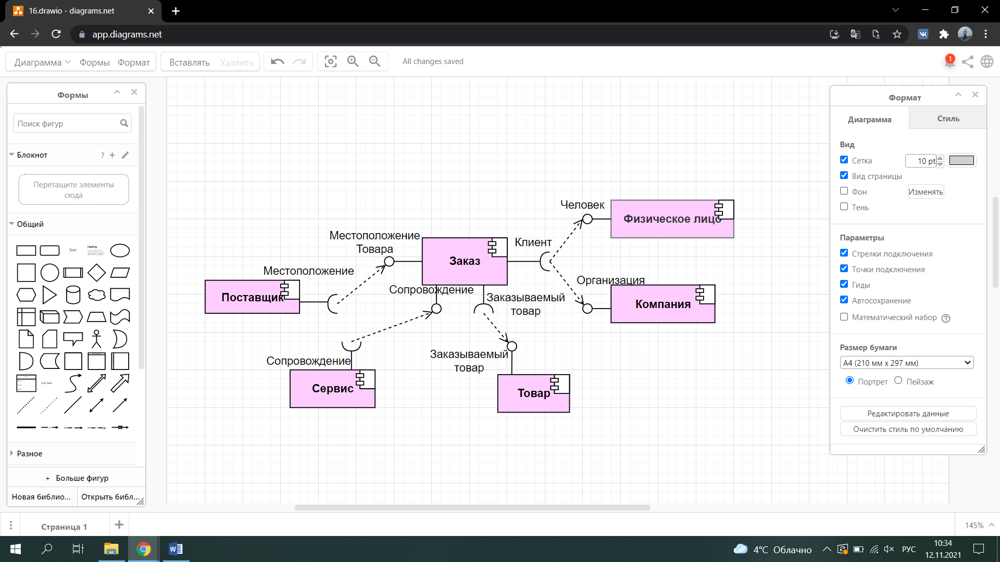 16.drawio - diagrams.net
app.diagrams.net
Диаграмма
Формы
Формат
Вставлять
Удалить
All changes saved
1
Формы
Поиск фигур
Блокнот
?
Перетащите элементы
сюда
Общий
Text
Heading
List Item
Разное
+ Больше фигур
Новая библио...
Открыть библ...
Человек
Физическое лицо
Местоположение
Товара
Заказ
Клиент
Местоположение
Поставщик
Сопровождение
Заказываемый
товар
Организация
Компания
Сопровождение
Сервис
Заказываемый
товар
Товар
Формат
Диаграмма
Стиль
Вид
Сетка
10 pt
Вид страницы
Фон
Изменять
Тень
Параметры
Стрелки подключения
Точки подключения
Гиды
Автосохранение
Математический набор
Размер бумаги
A4 (210 мм x 297 мм)
Портрет
Пейзаж
Редактировать данные
Очистить стиль по умолчанию
Страница 1
145%
4°C Облачно
РУС
10:34
12.11.2021